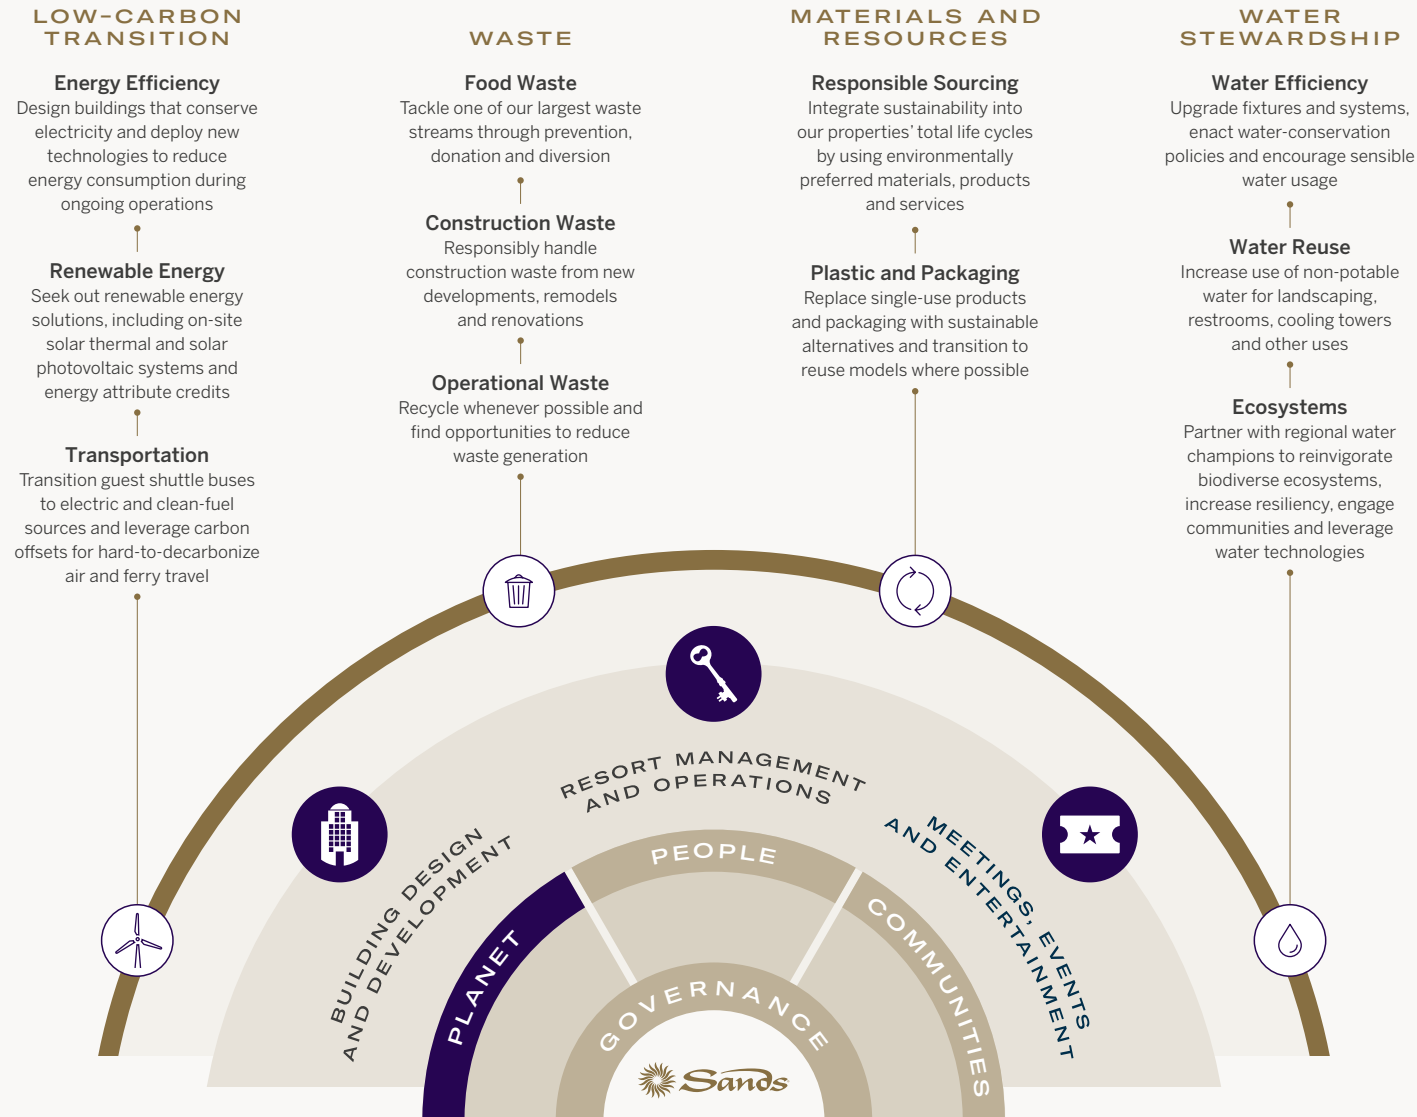 LOW–CARBON
TRANSITION
Energy Efficiency
Design buildings that conserve
electricity and deploy new
technologies to reduce
energy consumption during
ongoing operations
Renewable Energy
Seek out renewable energy
solutions, including on-site
solar thermal and solar
photovoltaic systems and
energy attribute credits
Transportation
Transition guest shuttle buses
to electric and clean-fuel
sources and leverage carbon
offsets for hard-to-decarbonize
air and ferry travel
WASTE
Food Waste
Tackle one of our largest waste
streams through prevention,
donation and diversion
Construction Waste
Responsibly handle
construction waste from new
developments, remodels
and renovations
Operational Waste
Recycle whenever possible and
find opportunities to reduce
waste generation
MATERIALS AND
RESOURCES
Responsible Sourcing
Integrate sustainability into
our properties’ total life cycles
by using environmentally
preferred materials, products
and services
Plastic and Packaging
Replace single-use products
and packaging with sustainable
alternatives and transition to
reuse models where possible
WATER
STEWARDSHIP
Water Efficiency
Upgrade fixtures and systems,
enact water-conservation
policies and encourage sensible
water usage
Water Reuse
Increase use of non-potable
water for landscaping,
restrooms, cooling towers
and other uses
Ecosystems
Partner with regional water
champions to reinvigorate
biodiverse ecosystems,
increase resiliency, engage
communities and leverage
water technologies
BUILDING DESIGN
AND DEVELOPMENT
RESORT MANAGEMENT
AND OPERATIONS
MEETINGS, EVENTS
AND ENTERTAINMENT
PLANET
PEOPLE
COMMUNITIES
GOVERNANCE
Sands